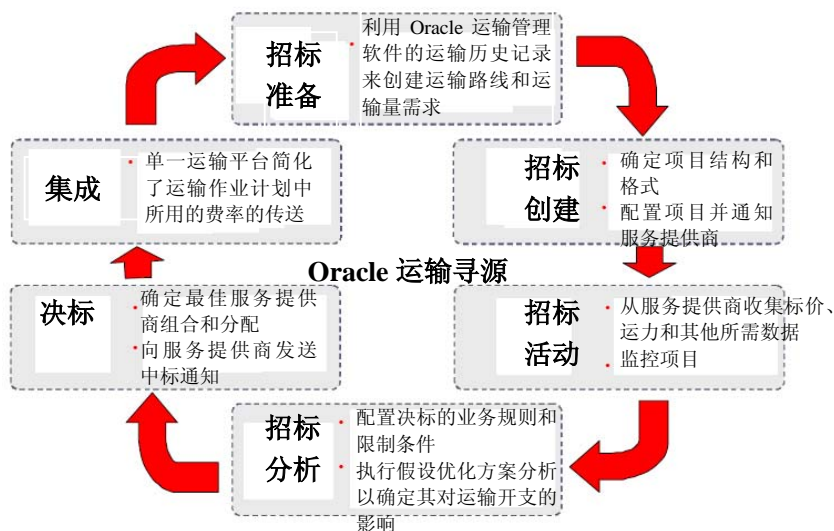 招标
准备
• 利用 Oracle 运输管理
软件的运输历史记录
来创建运输路线和运
输量需求
招标
创建
• 确定项目结构和
格式
• 配置项目并通知
服务提供商
招标
活动
• 从服务提供商收集标价、
运力和其他所需数据
• 监控项目
招标
分析
• 配置决标的业务规则和
限制条件
• 执行假设优化方案分析
以确定其对运输开支的
影响
决标
• 确定最佳服务提供
商组合和分配
• 向服务提供商发送
中标通知
集成
• 单一运输平台简化
了运输作业计划中
所用的费率的传送
Oracle 运输寻源